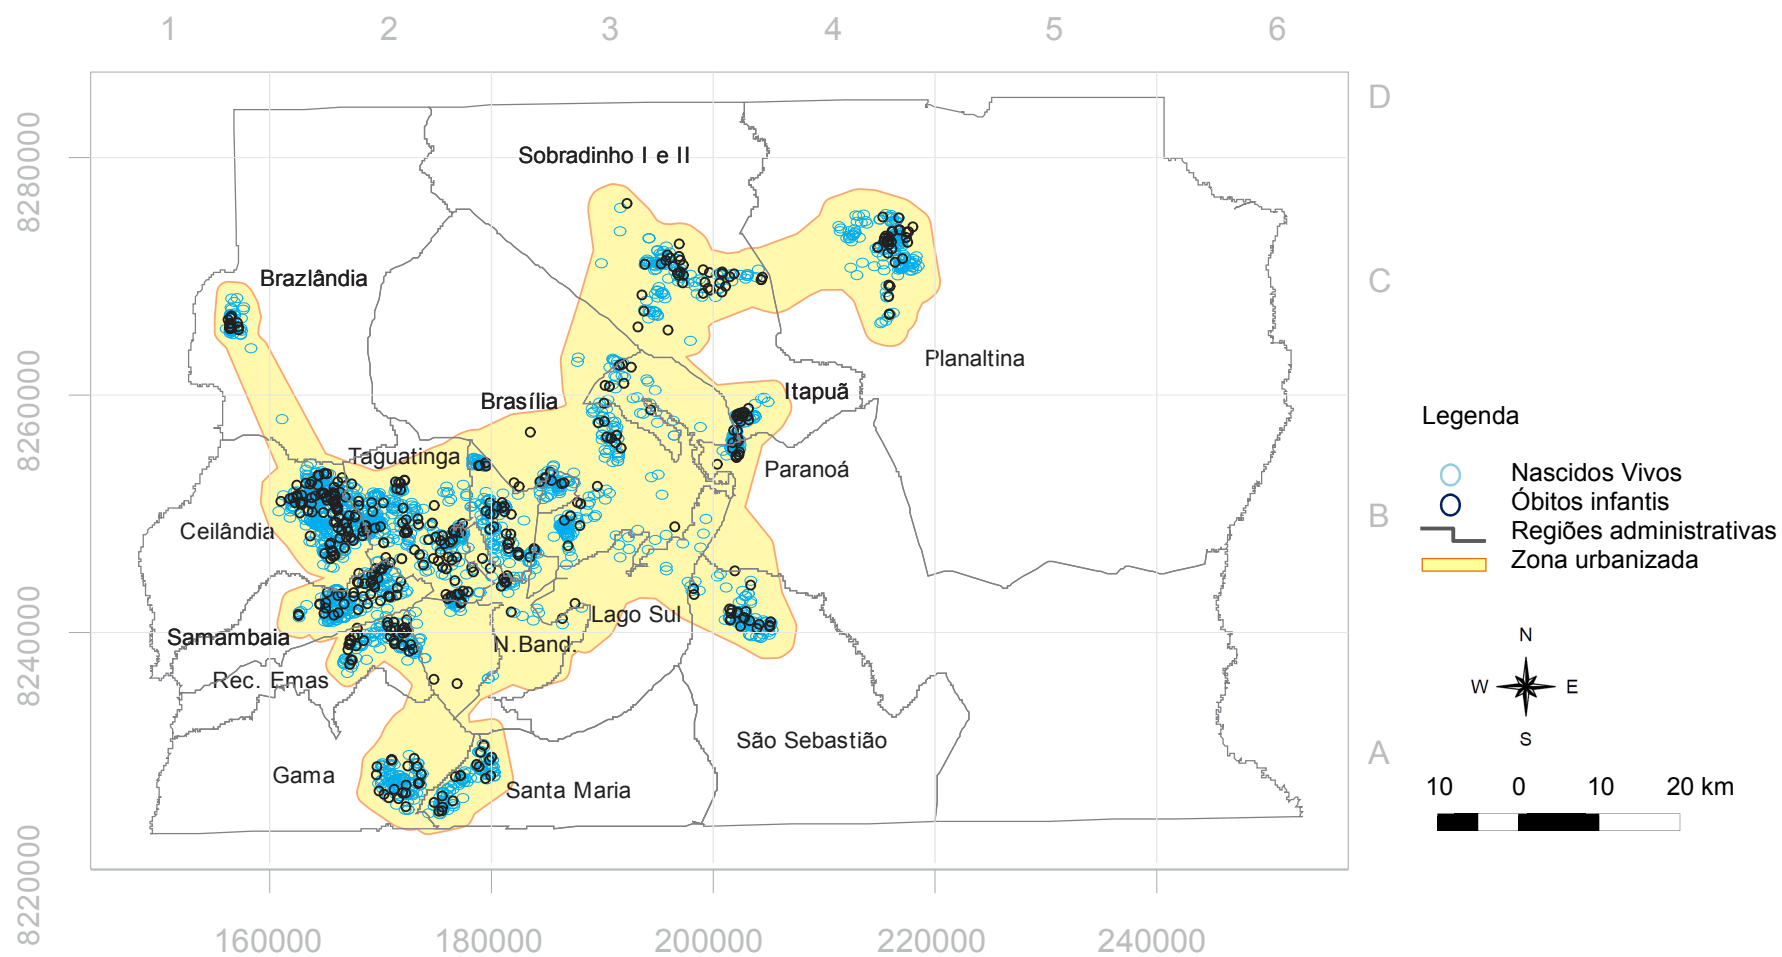 1 2 3 4 5 6
D
8280000
Sobradinho I e II
Brazlândia
C
Planaltina
8260000
Brasília
Itapuã
Legenda
Taguatinga
Paranoá
Nascidos Vivos
Óbitos infantis
B
Ceilândia
Regiões administrativas
Zona urbanizada
8240000
Lago Sul
Samambaia
N.Band.
N
Rec. Emas
W E
S
São Sebastião
A
Gama
Santa Maria
10 0 10 20 km
8220000
160000 180000 200000 220000 240000